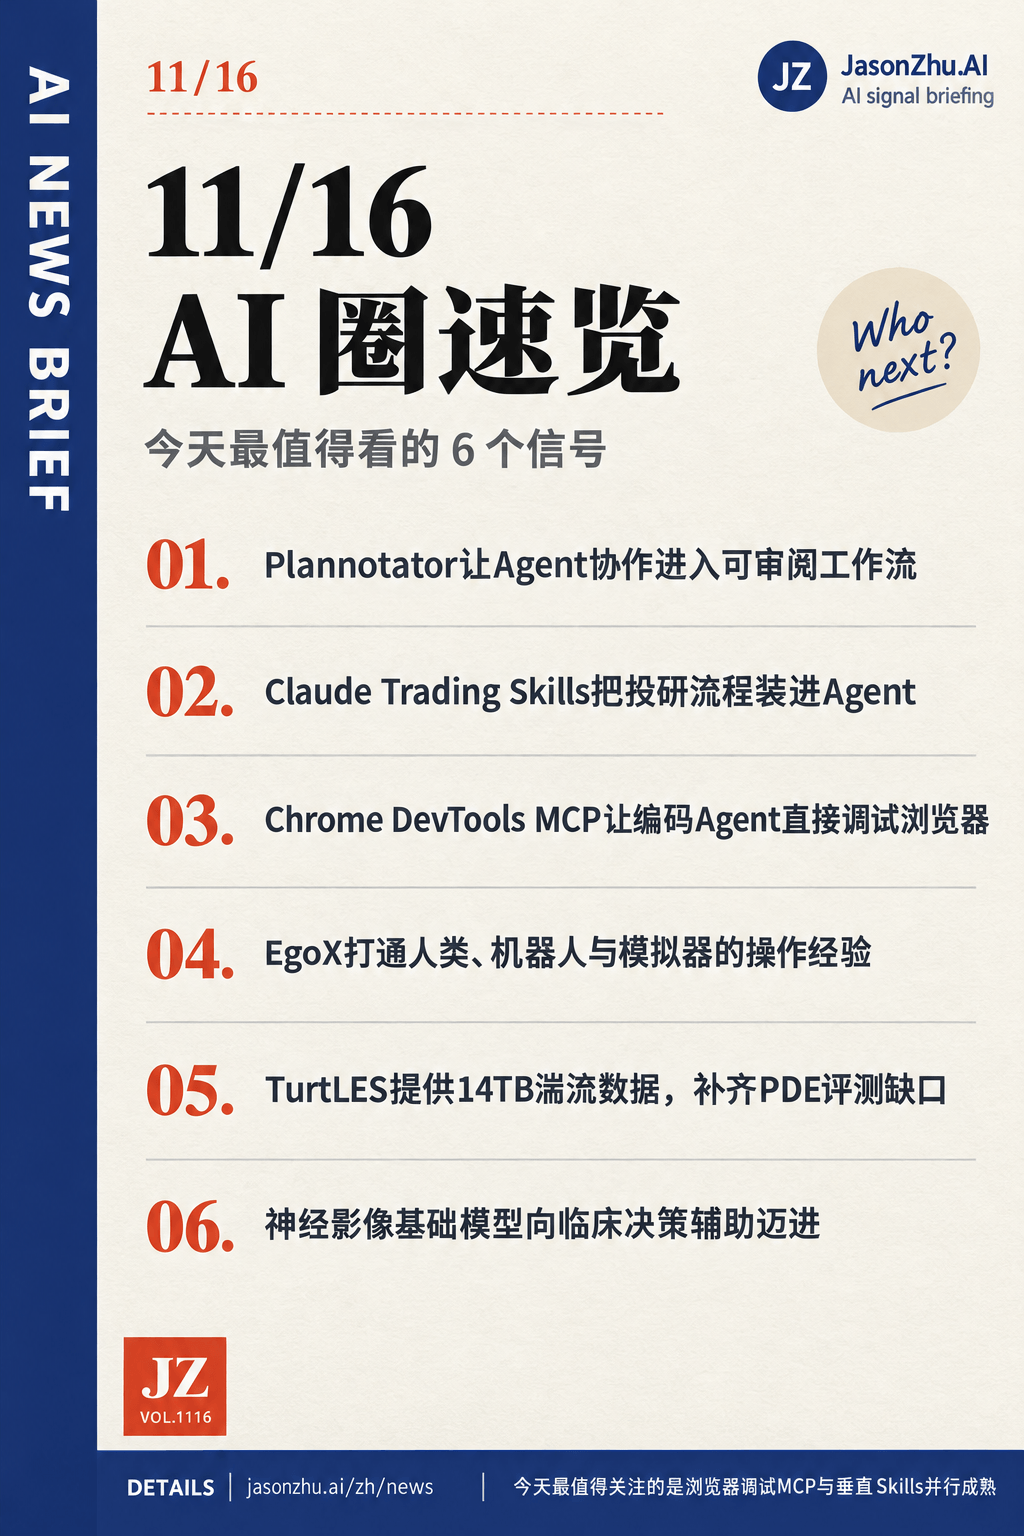 AI NEWS BRIEF
11/16
JZ
JasonZhu.AI
AI signal briefing
11/16
AI 圈速览
Who
next?
今天最值得看的 6 个信号
01. Plannotator让Agent协作进入可审阅工作流
02. Claude Trading Skills把投研流程装进Agent
03. Chrome DevTools MCP让编码Agent直接调试浏览器
04. EgoX打通人类、机器人与模拟器的操作经验
05. TurtLES提供14TB湍流数据，补齐PDE评测缺口
06. 神经影像基础模型向临床决策辅助迈进
JZ
VOL.1116
DETAILS | jasonzhu.ai/zh/news | 今天最值得关注的是浏览器调试MCP与垂直Skills并行成熟